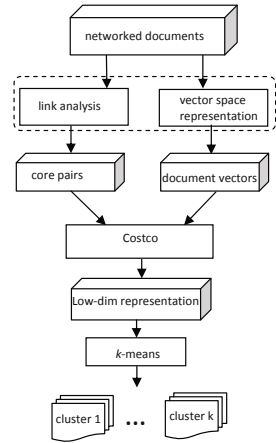 networked documents
link analysis
vector space
representation
core pairs
document vectors
Costco
Low-dim representation
k-means
cluster 1
...
cluster k